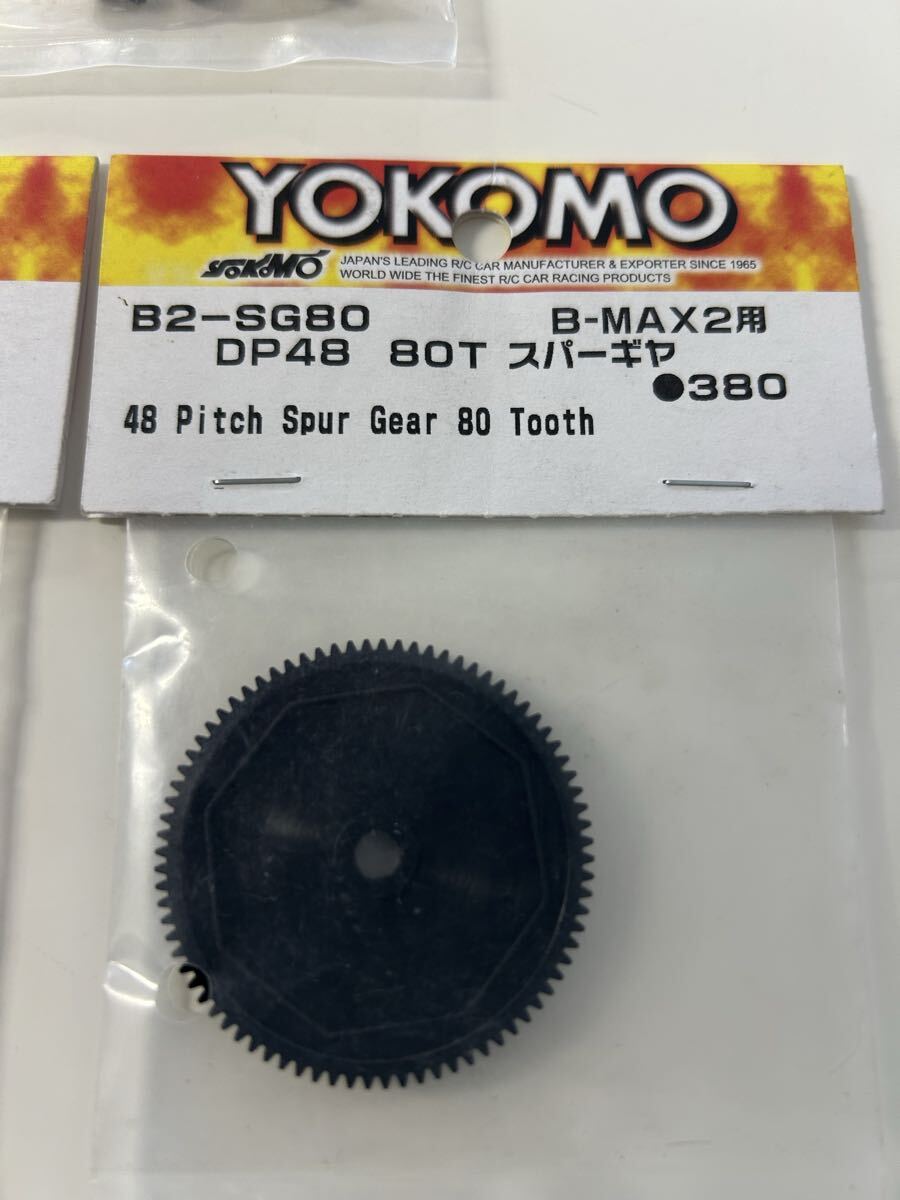 YOKOMO
YOKOMO JAPAN'S LEADING R/C CAR MANUFACTURER & EXPORTER SINCE 1965
WORLD WIDE THE FINEST R/C CAR RACING PRODUCTS
B2-SG80 B-MAX2用
DP48 80T スパーギヤ
●380
48 Pitch Spur Gear 80 Tooth